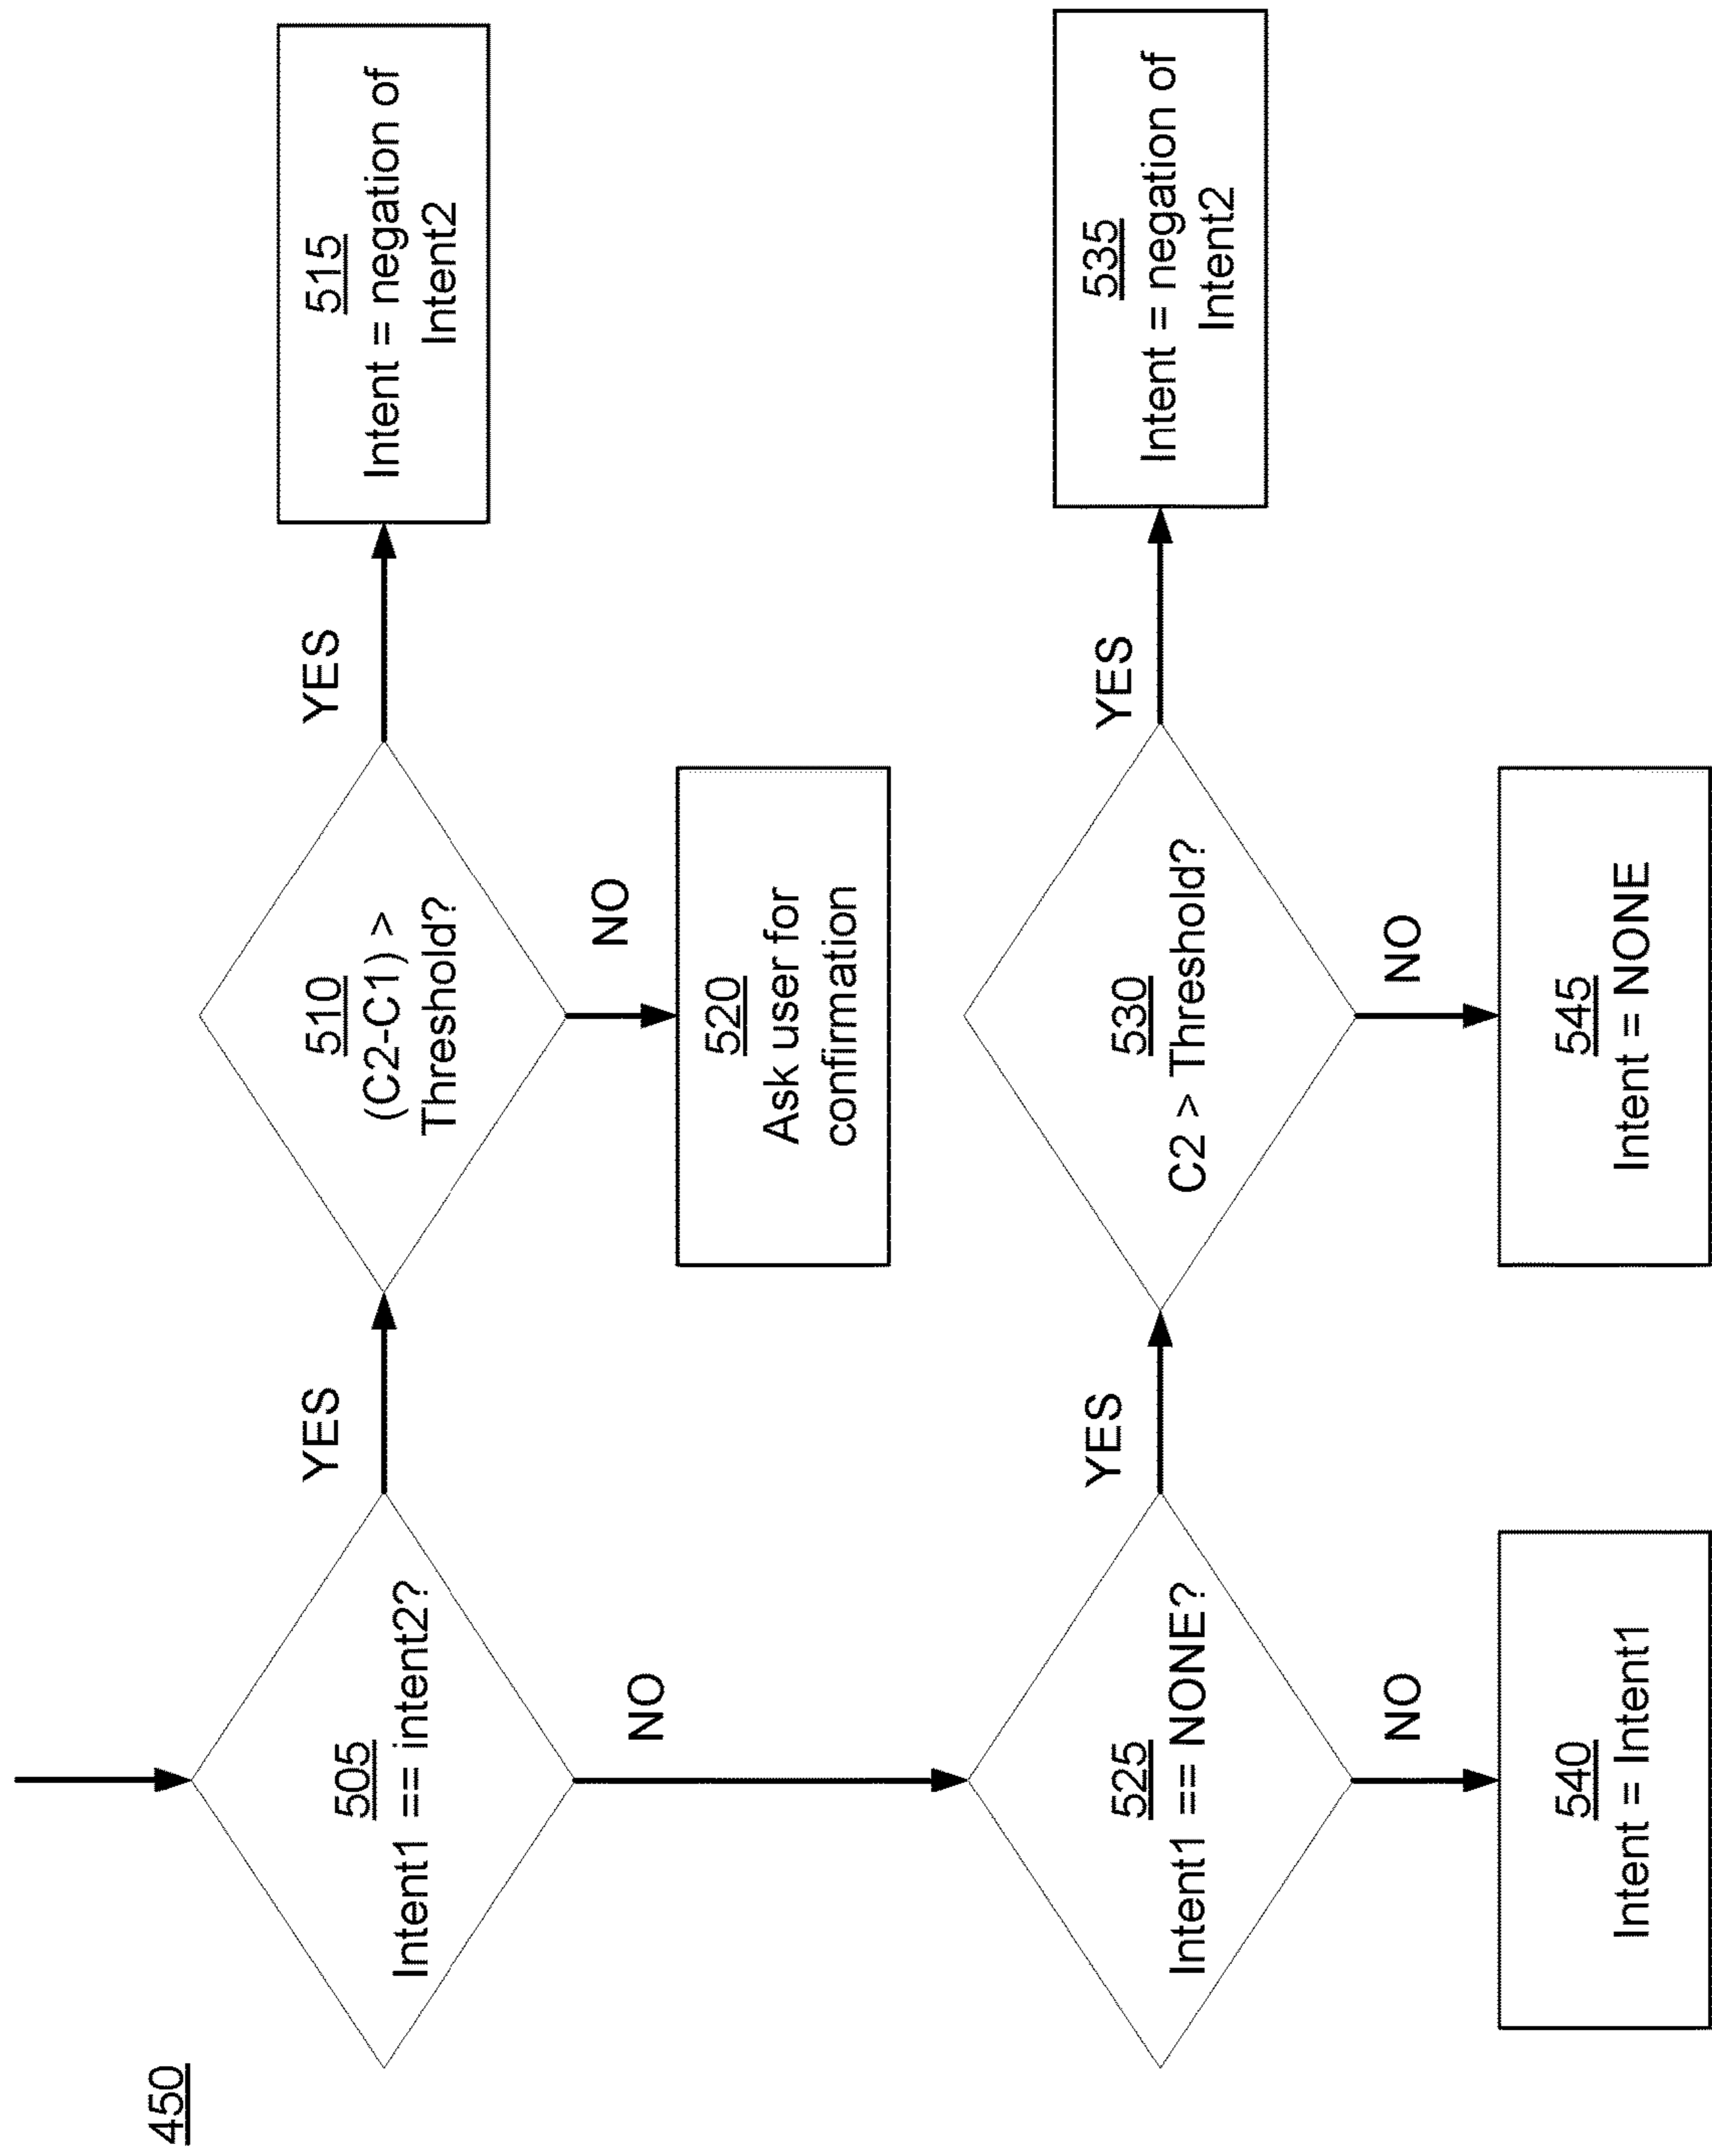 450
505
Intent1 == intent2?
YES
510
(C2-C1) >
Threshold?
YES
515
Intent = negation of
Intent2
NO
520
Ask user for
confirmation
NO
525
Intent1 == NONE?
YES
530
C2 > Threshold?
YES
535
Intent = negation of
Intent2
NO
540
Intent = Intent1
NO
545
Intent = NONE